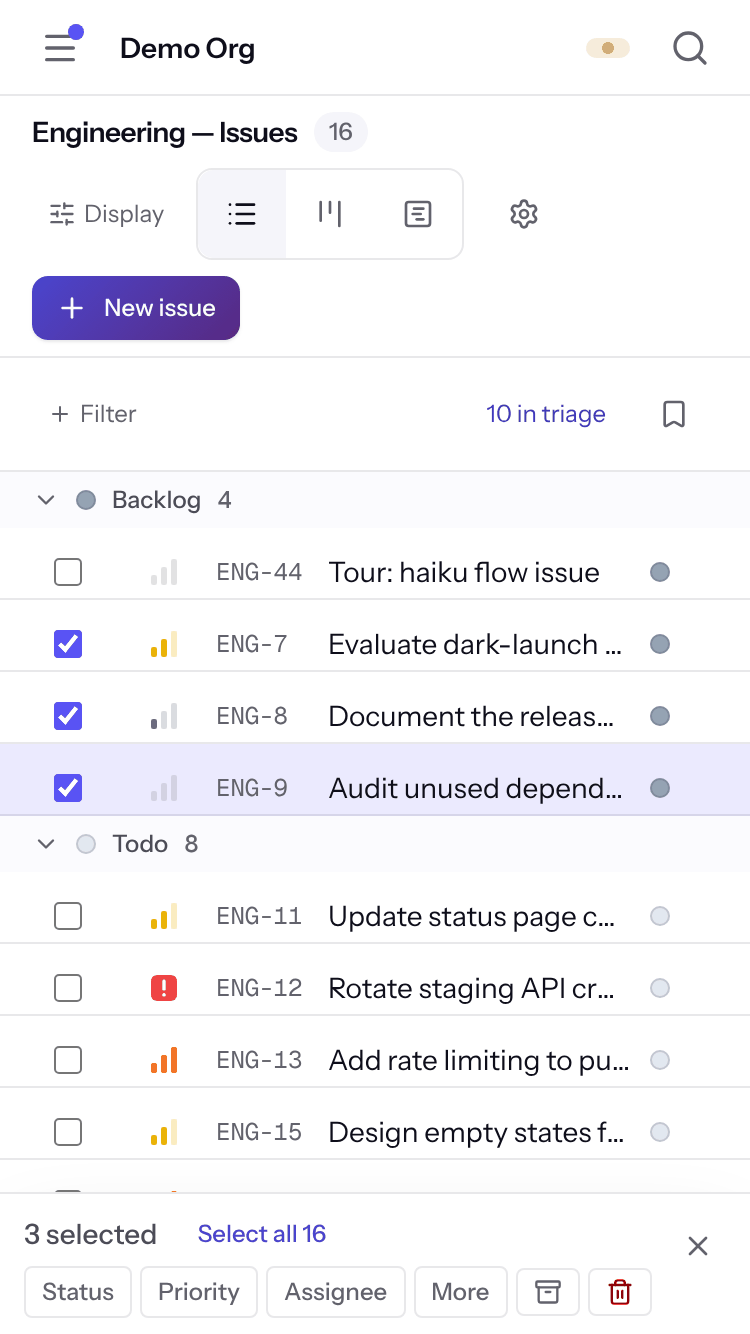 Demo Org
Engineering — Issues 16
Display
New issue
Filter 10 in triage
Backlog 4
ENG-44 Tour: haiku flow issue
ENG-7 Evaluate dark-launch ...
ENG-8 Document the releas...
ENG-9 Audit unused depend...
Todo 8
ENG-11 Update status page c...
ENG-12 Rotate staging API cr...
ENG-13 Add rate limiting to pu...
ENG-15 Design empty states f...
3 selected Select all 16
Status Priority Assignee More